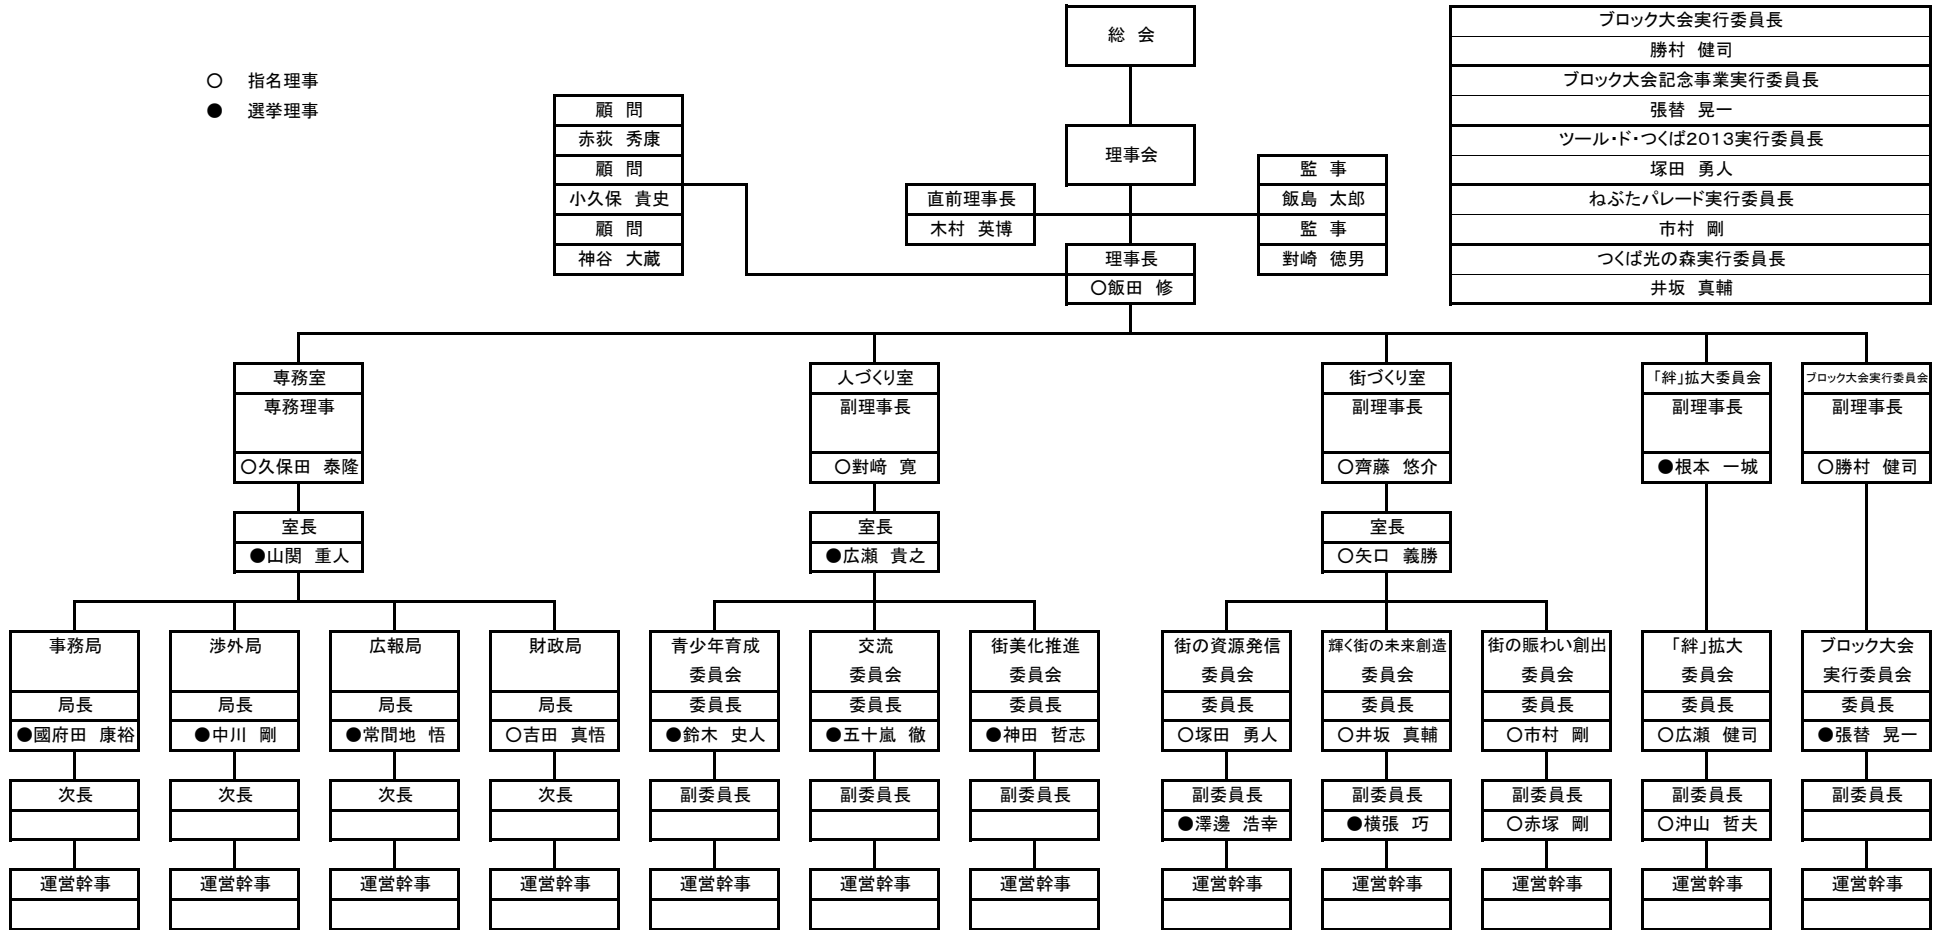 総 会
ブロック大会実行委員長
勝村 健司
ブロック大会記念事業実行委員長
張替 晃一
ツール・ド・つくば2013実行委員長
塚田 勇人
ねぶたパレード実行委員長
市村 剛
つくば光の森実行委員長
井坂 真輔
○ 指名理事
● 選挙理事
顧 問
赤荻 秀康
顧 問
小久保 貴史
顧 問
神谷 大蔵
理事会
直前理事長
木村 英博
監 事
飯島 太郎
監 事
對崎 徳男
理事長
○飯田 修
専務室
専務理事
○久保田 泰隆
室長
●山関 重人
人づくり室
副理事長
○對﨑 寛
室長
●広瀬 貴之
街づくり室
副理事長
○齊藤 悠介
室長
○矢口 義勝
「絆」拡大委員会
副理事長
●根本 一城
ブロック大会実行委員会
副理事長
○勝村 健司
事務局
局長
●國府田 康裕
次長
運営幹事
渉外局
局長
●中川 剛
次長
運営幹事
広報局
局長
●常間地 悟
次長
運営幹事
財政局
局長
○吉田 真悟
次長
運営幹事
青少年育成
委員会
委員長
●鈴木 史人
副委員長
運営幹事
交流
委員会
委員長
●五十嵐 徹
副委員長
運営幹事
街美化推進
委員会
委員長
●神田 哲志
副委員長
運営幹事
街の資源発信
委員会
委員長
○塚田 勇人
副委員長
●澤邊 浩幸
運営幹事
輝く街の未来創造
委員会
委員長
○井坂 真輔
副委員長
●横張 巧
運営幹事
街の賑わい創出
委員会
委員長
○市村 剛
副委員長
○赤塚 剛
運営幹事
「絆」拡大
委員会
委員長
○広瀬 健司
副委員長
○沖山 哲夫
運営幹事
ブロック大会
実行委員会
委員長
●張替 晃一
副委員長
運営幹事